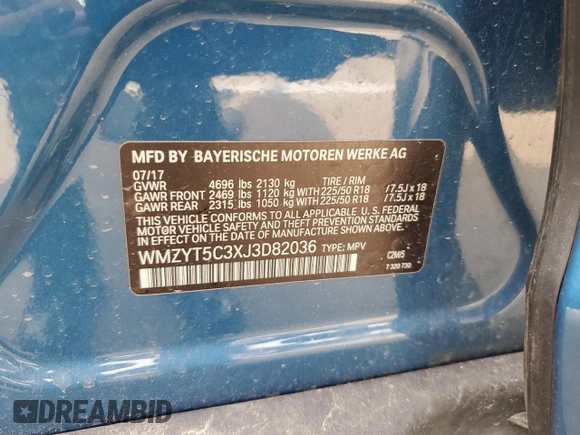 MFD BY BAYERISCHE MOTOREN WERKE AG
07/17
GVWR 4696 lbs 2130 kg TIRE / RIM
GAWR FRONT 2469 lbs 1120 kg WITH 225/50 R18 /7.5J x 18
GAWR REAR 2315 lbs 1050 kg WITH 225/50 R18 /7.5J x 18
THIS VEHICLE CONFORMS TO ALL APPLICABLE U. S. FEDERAL
MOTOR VEHICLE SAFETY AND THEFT PREVENTION STANDARDS
IN EFFECT ON THE DATE OF MANUFACTURE SHOWN ABOVE.
WMZYT5C3XJ3D82036 TYPE: MPV
C2MI5
7 320 730
DREAMBID